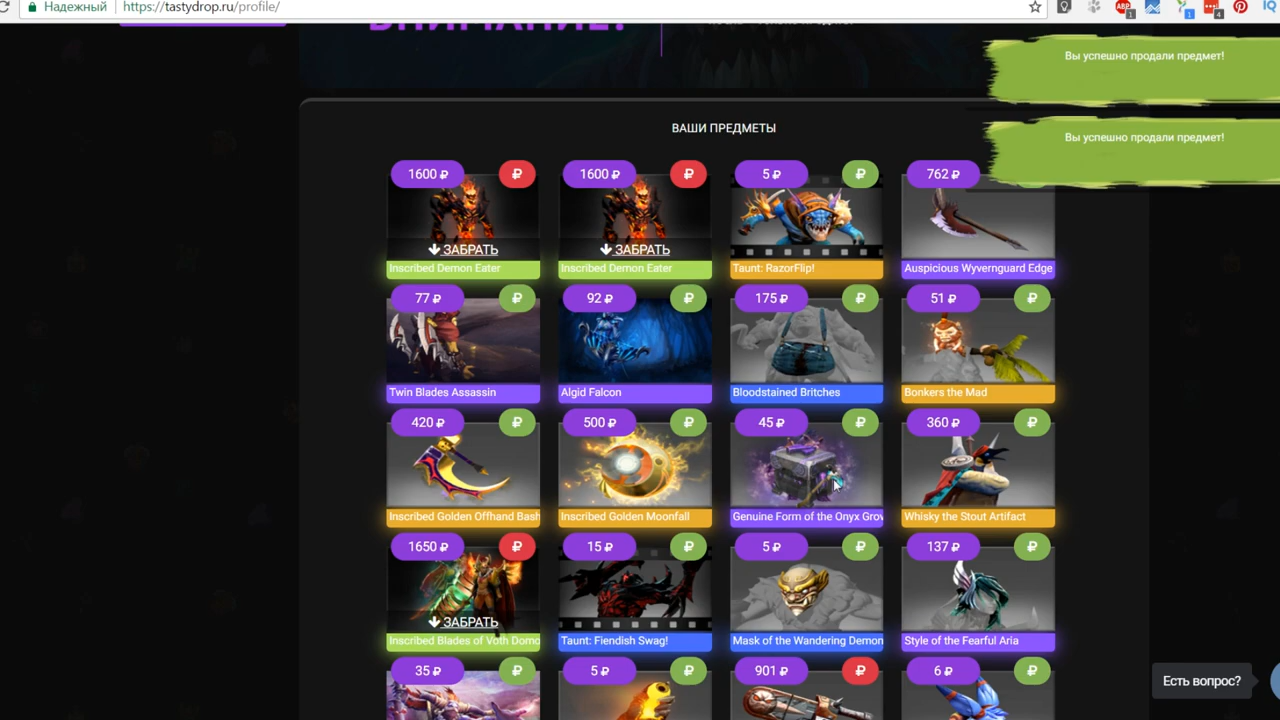 Надежный
https://tastydrop.ru/profile/
ВНИМАНИЕ!
Вы успешно продали предмет!
Вы успешно продали предмет!
ВАШИ ПРЕДМЕТЫ
1600 ₽ ₽
1600 ₽ ₽
5 ₽ ₽
762 ₽
ЗАБРАТЬ
ЗАБРАТЬ
Inscribed Demon Eater
Inscribed Demon Eater
Taunt: RazorFlip!
Auspicious Wyvernguard Edge
77 ₽ ₽
92 ₽ ₽
175 ₽ ₽
51 ₽ ₽
Twin Blades Assassin
Algid Falcon
Bloodstained Britches
Bonkers the Mad
420 ₽ ₽
500 ₽ ₽
45 ₽ ₽
360 ₽ ₽
Inscribed Golden Offhand Bash
Inscribed Golden Moonfall
Genuine Form of the Onyx Grov
Whisky the Stout Artifact
1650 ₽ ₽
15 ₽ ₽
5 ₽ ₽
137 ₽ ₽
ЗАБРАТЬ
Inscribed Blades of Voth Domo
Taunt: Fiendish Swag!
Mask of the Wandering Demon
Style of the Fearful Aria
35 ₽ ₽
5 ₽ ₽
901 ₽ ₽
6 ₽ ₽
Есть вопрос?